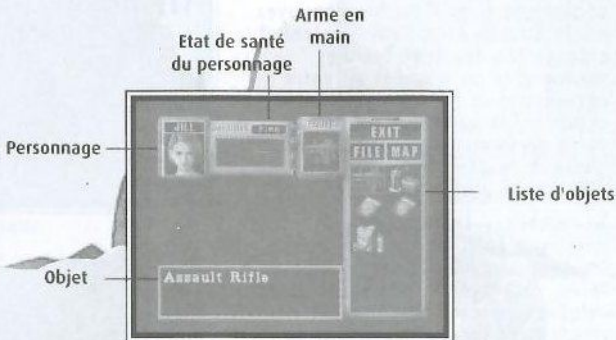 Arme en
main
Etat de santé
du personnage
Personnage
JILL
Fine
EXIT
FILE MAP
Liste d'objets
Objet
Assault Rifle